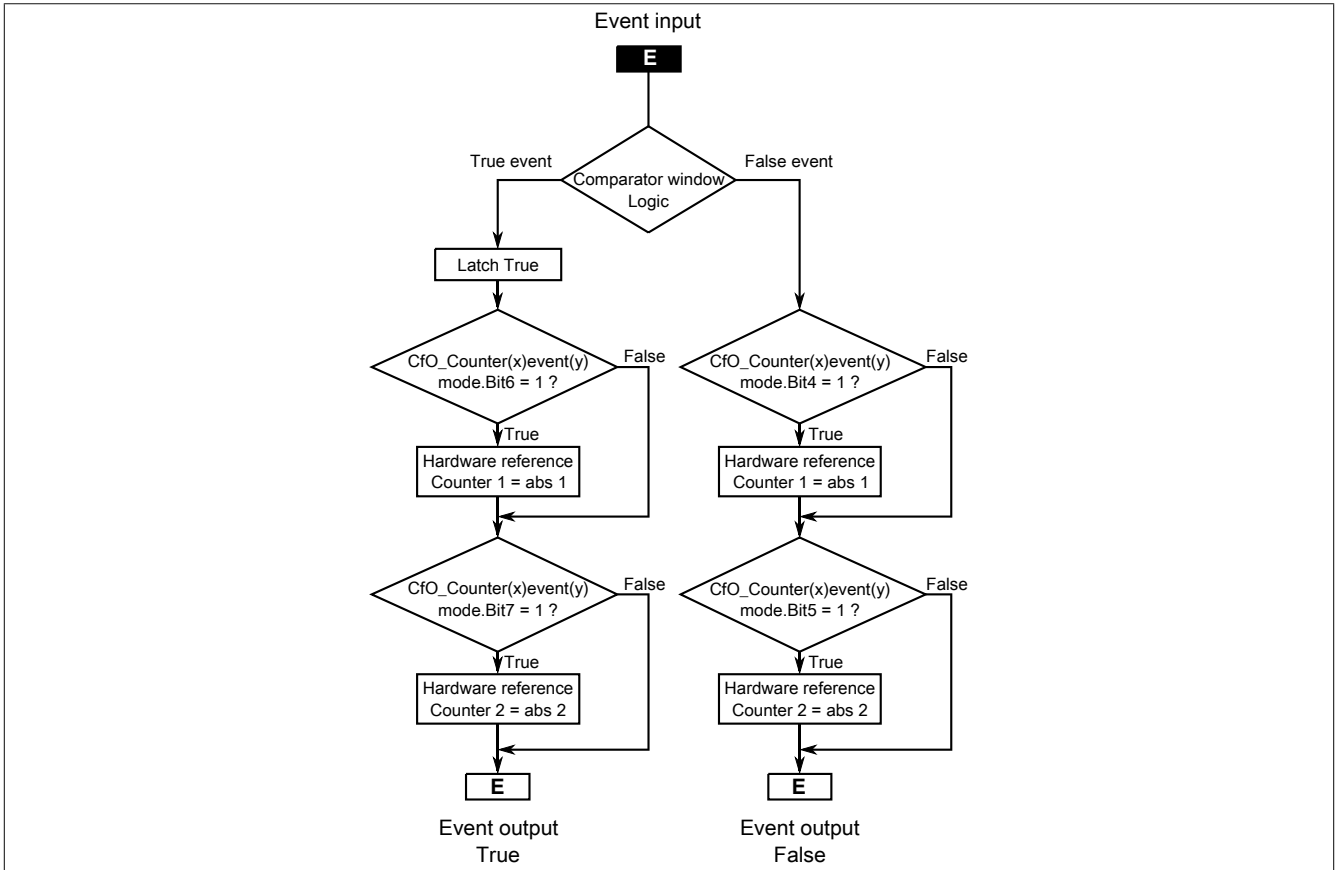 Event input
E
True event
False event
Comparator window
Logic
Latch True
CfO_Counter(x)event(y)
mode.Bit6 = 1 ?
False
CfO_Counter(x)event(y)
mode.Bit4 = 1 ?
False
True
True
Hardware reference
Counter 1 = abs 1
Hardware reference
Counter 1 = abs 1
CfO_Counter(x)event(y)
mode.Bit7 = 1 ?
False
CfO_Counter(x)event(y)
mode.Bit5 = 1 ?
False
True
True
Hardware reference
Counter 2 = abs 2
Hardware reference
Counter 2 = abs 2
E
E
Event output
True
Event output
False